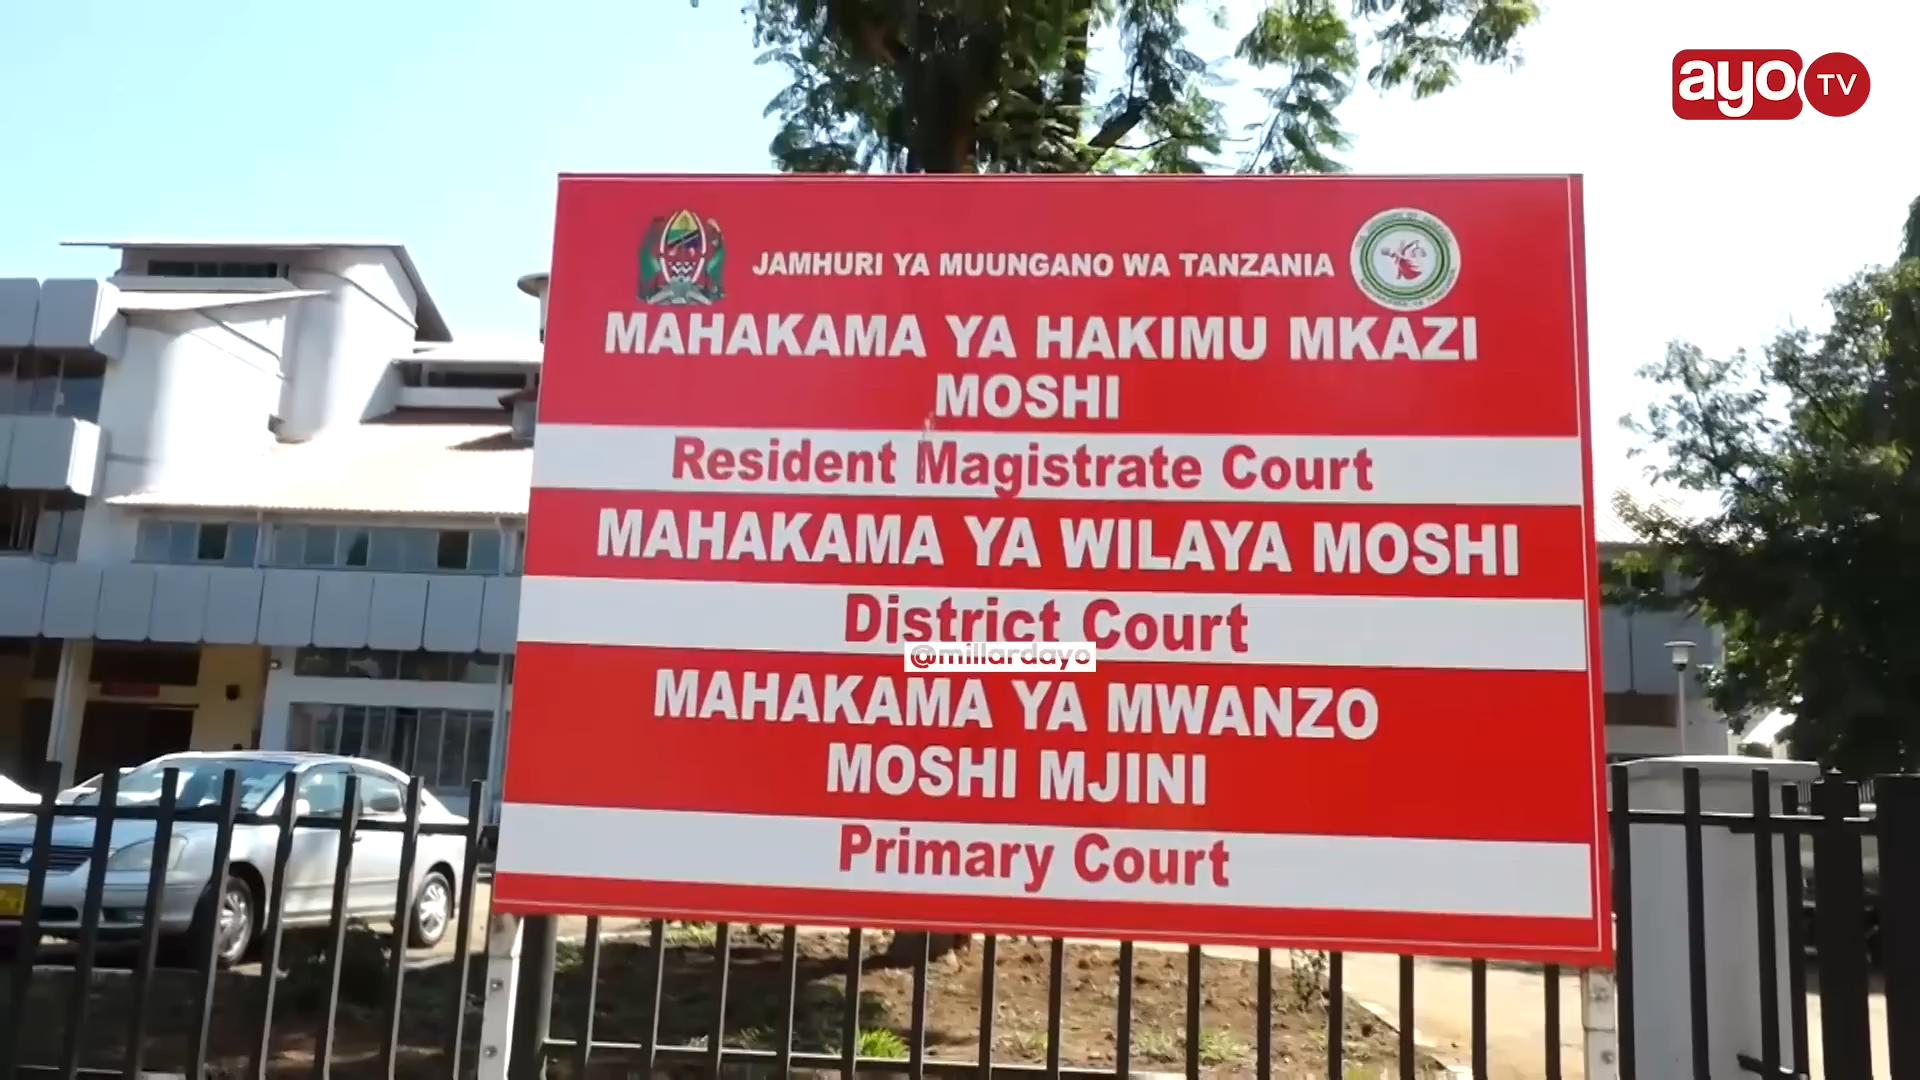 ayo TV
JAMHURI YA MUUNGANO WA TANZANIA
MAHAKAMA YA HAKIMU MKAZI
MOSHI
Resident Magistrate Court
MAHAKAMA YA WILAYA MOSHI
District Court
@millardayo
MAHAKAMA YA MWANZO
MOSHI MJINI
Primary Court